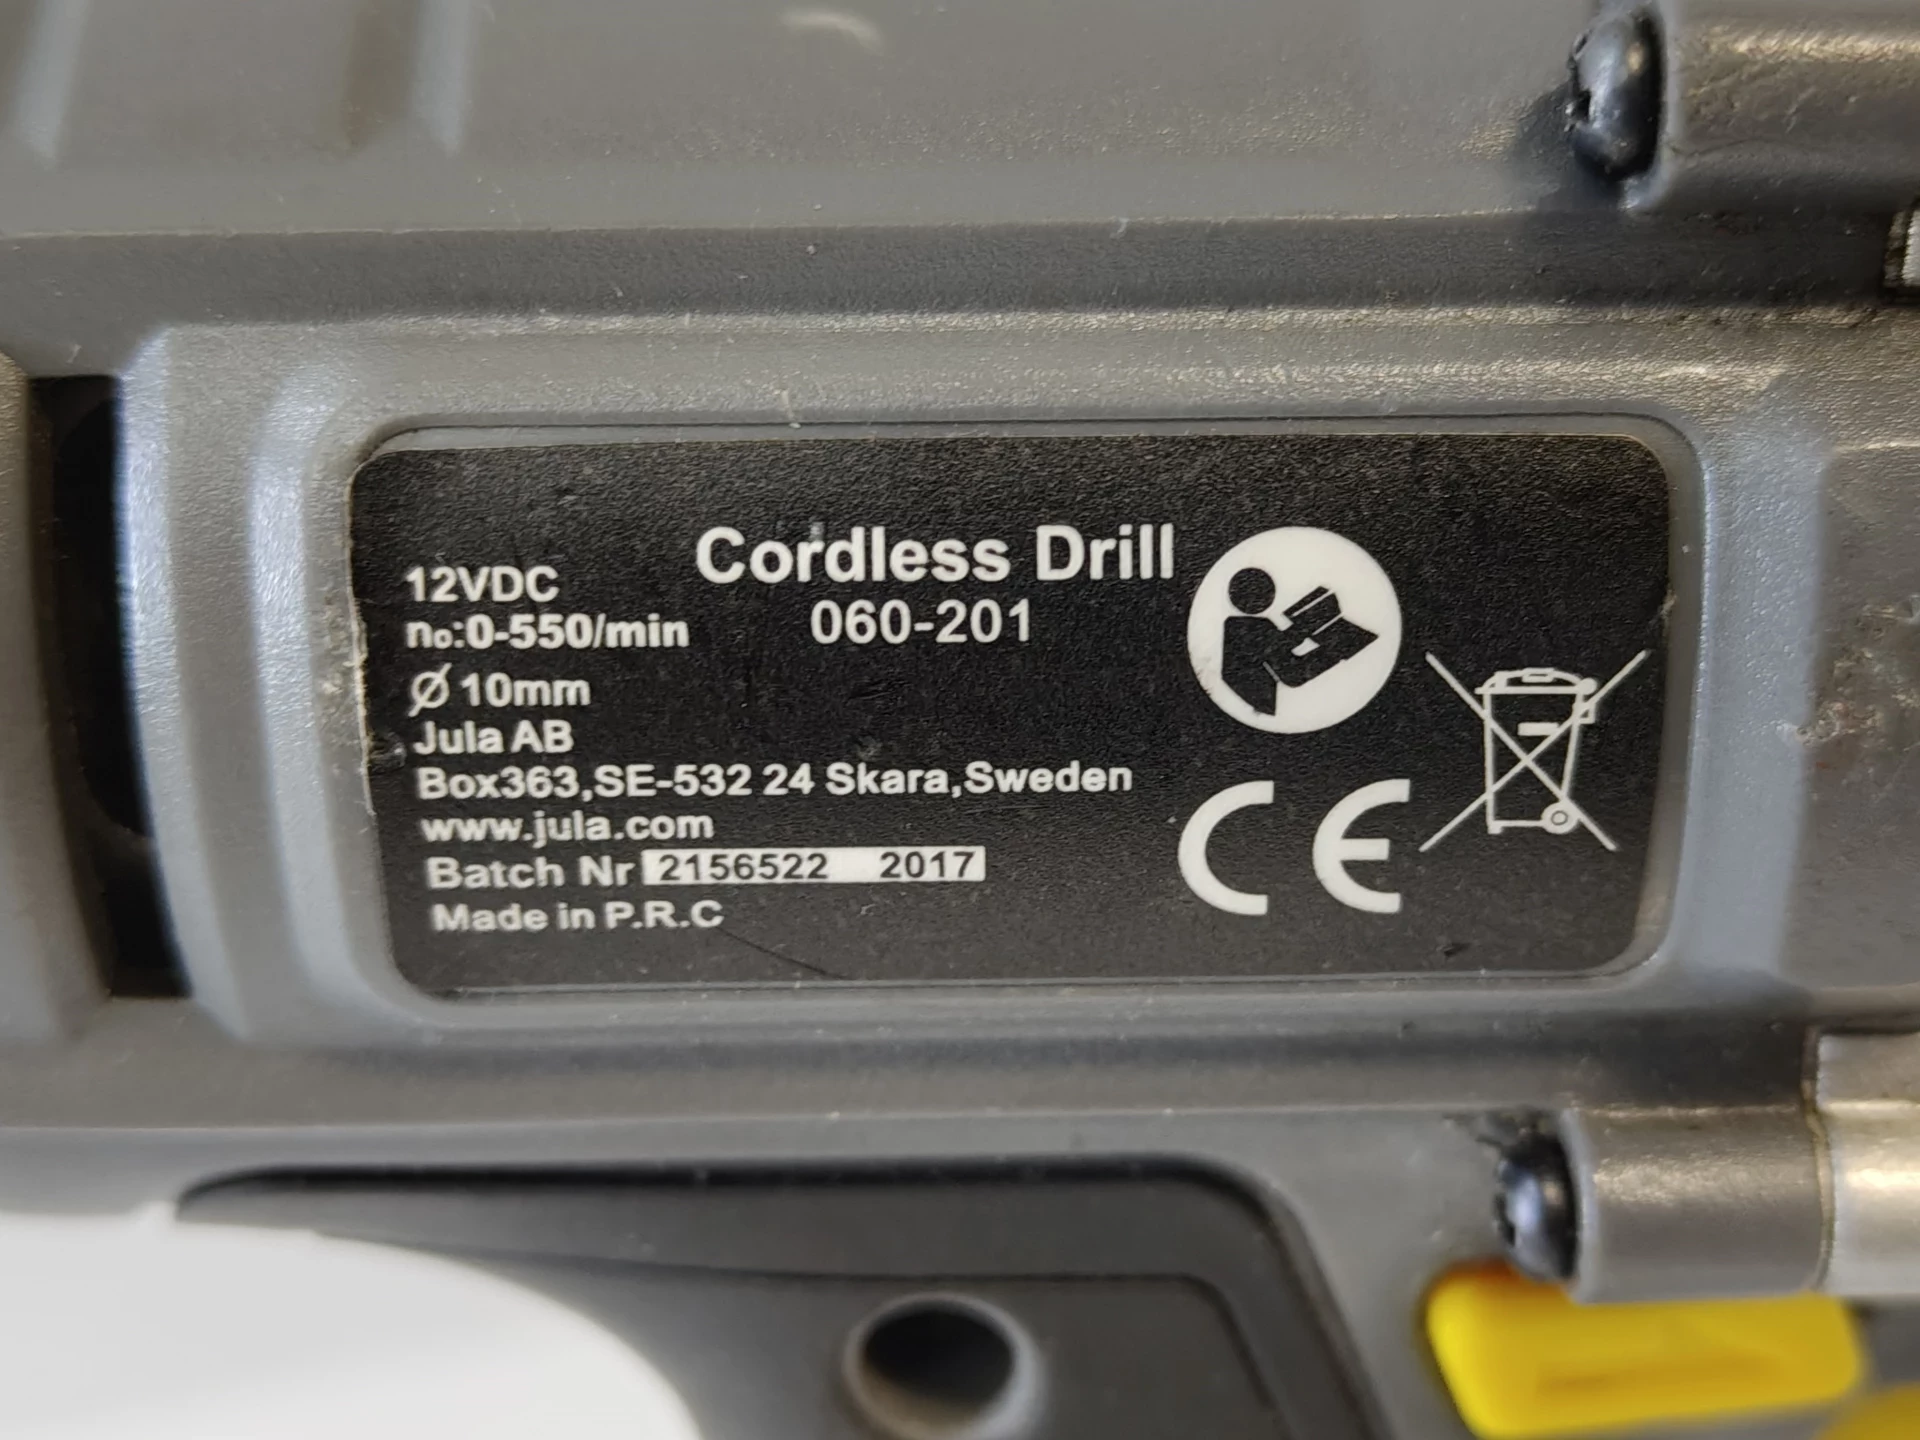 Cordless Drill
060-201
12VDC
n₀:0-550/min
Ø 10mm
Jula AB
Box363,SE-532 24 Skara,Sweden
www.jula.com
Batch Nr 2156522 2017
Made in P.R.C
CE